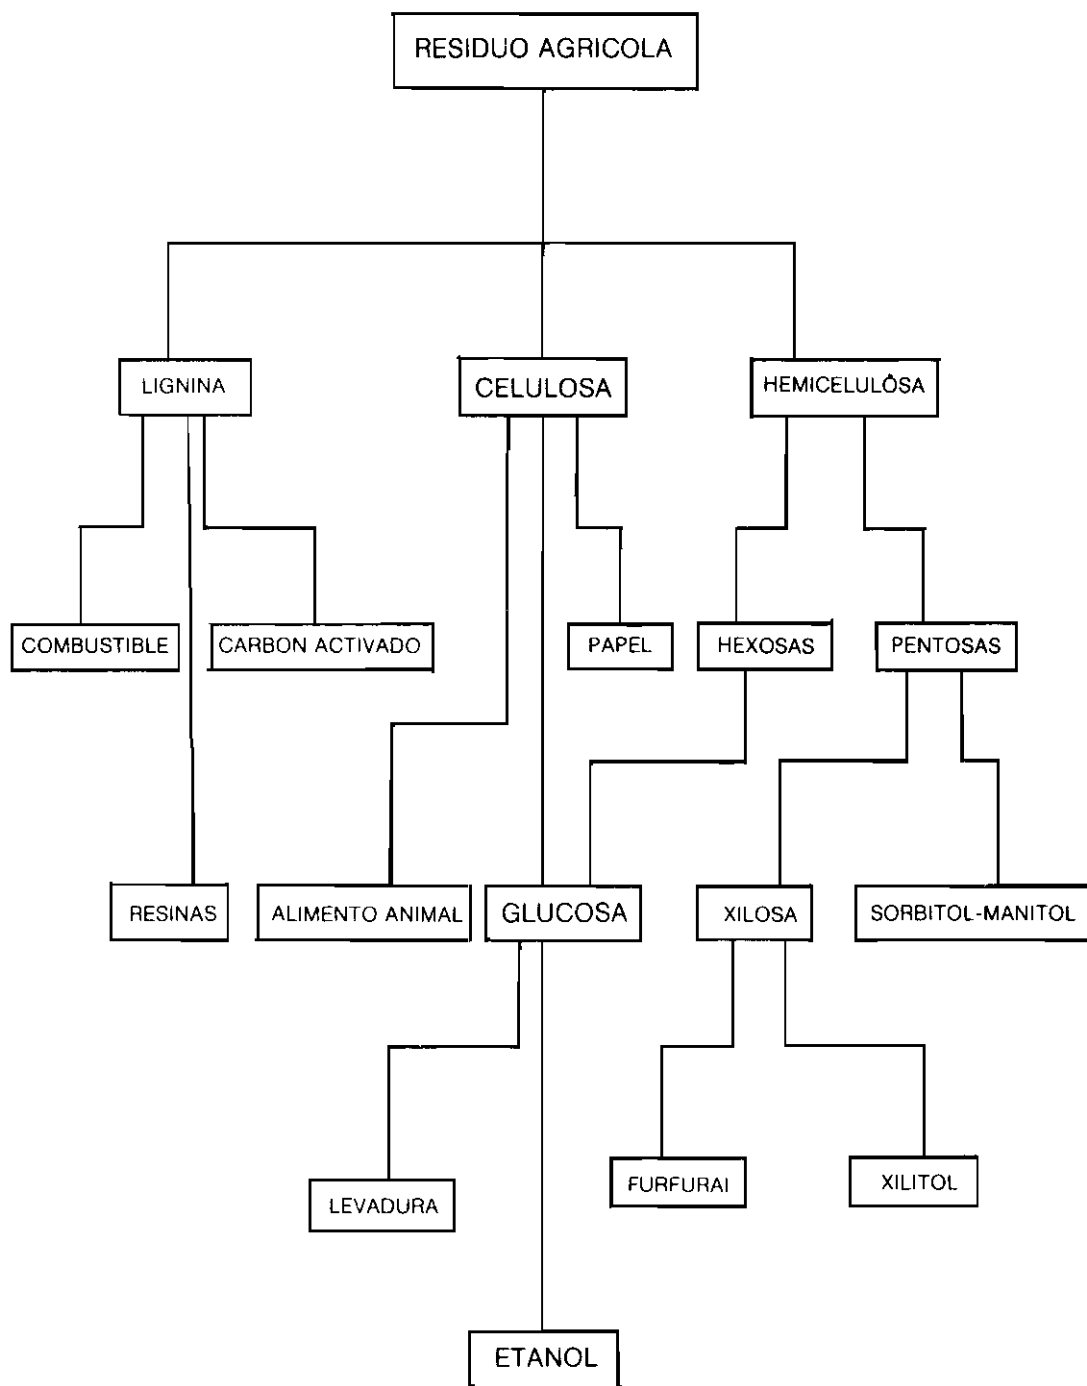 RESIDUO AGRICOLA
LIGNINA
CELULOSA
HEMICELULOSA
COMBUSTIBLE
CARBON ACTIVADO
PAPEL
HEXOSAS
PENTOSAS
RESINAS
ALIMENTO ANIMAL
GLUCOSA
XILOSA
SORBITOL-MANITOL
LEVADURA
FURFURAI
XILITOL
ETANOL